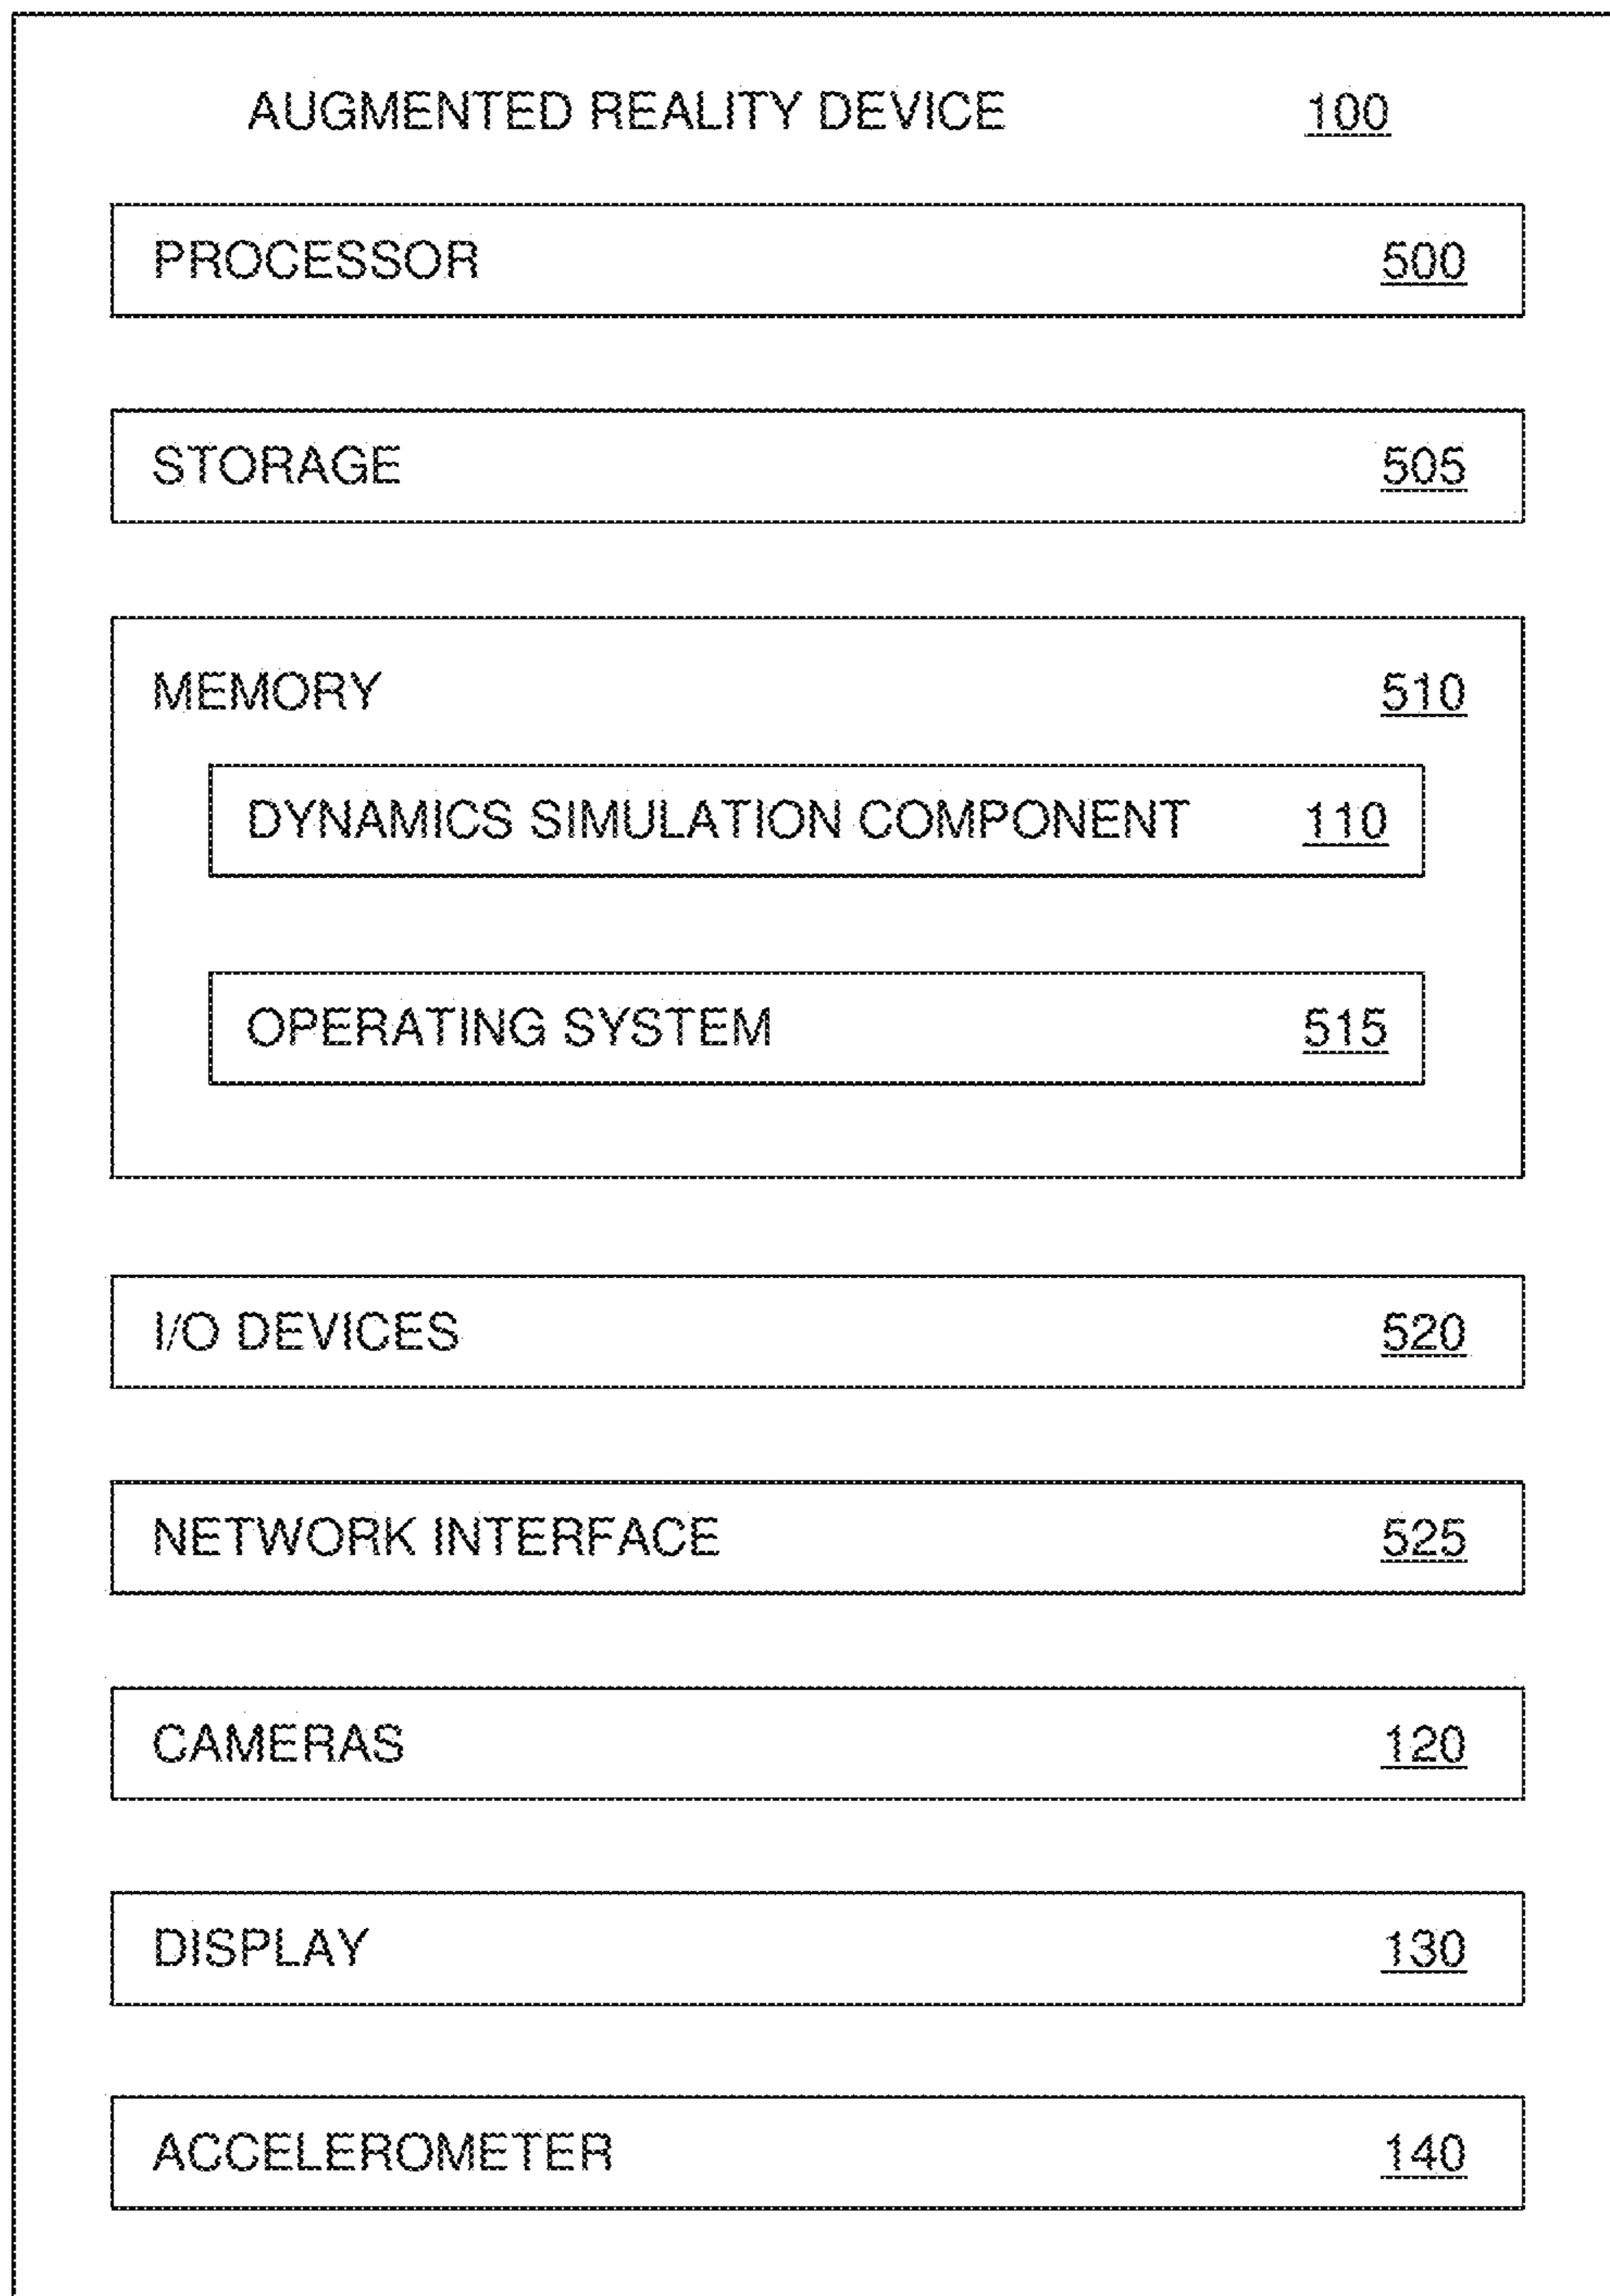 AUGMENTED REALITY DEVICE 100
PROCESSOR 500
STORAGE 505
MEMORY 510
DYNAMICS SIMULATION COMPONENT 110
OPERATING SYSTEM 515
I/O DEVICES 520
NETWORK INTERFACE 525
CAMERAS 120
DISPLAY 130
ACCELEROMETER 140